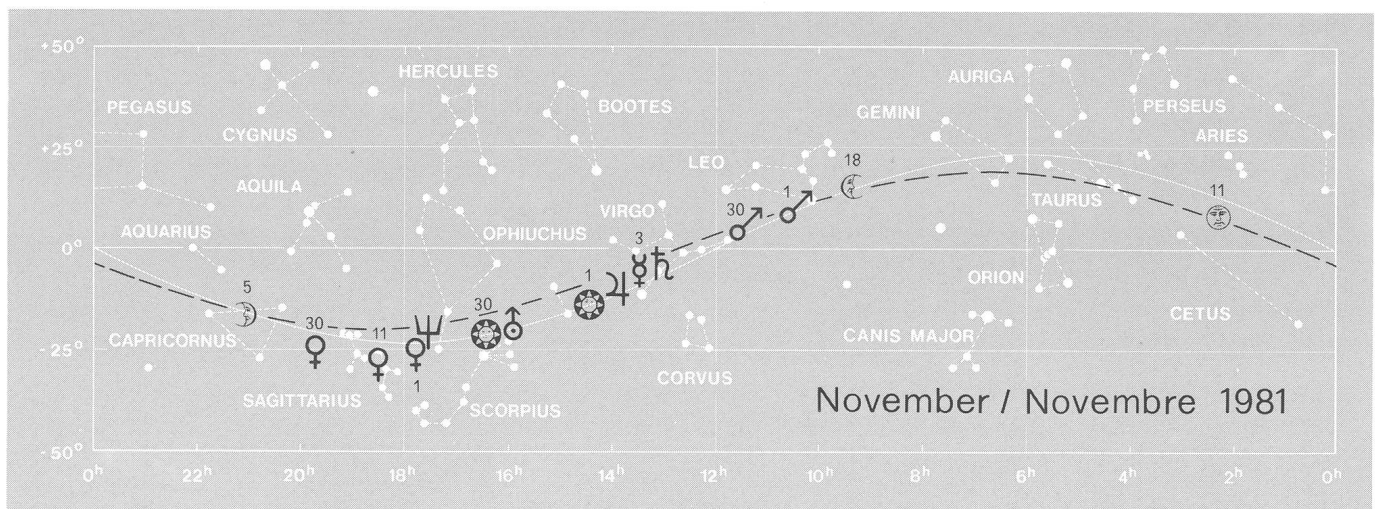 +50°
HERCULES
AURIGA
PEGASUS
BOOTES
GEMINI
PERSEUS
CYGNUS
ARIES
+25°
LEO
18
AQUILA
1
11
30
TAURUS
VIRGO
AQUARIUS
OPHIUCHUS
3
0°
1
ORION
5
30
30
11
CETUS
CAPRICORNUS
CANIS MAJOR
-25°
1
CORVUS
SAGITTARIUS
SCORPIUS
November / Novembre 1981
-50°
0h 22h 20h 18h 16h 14h 12h 10h 8h 6h 4h 2h 0h